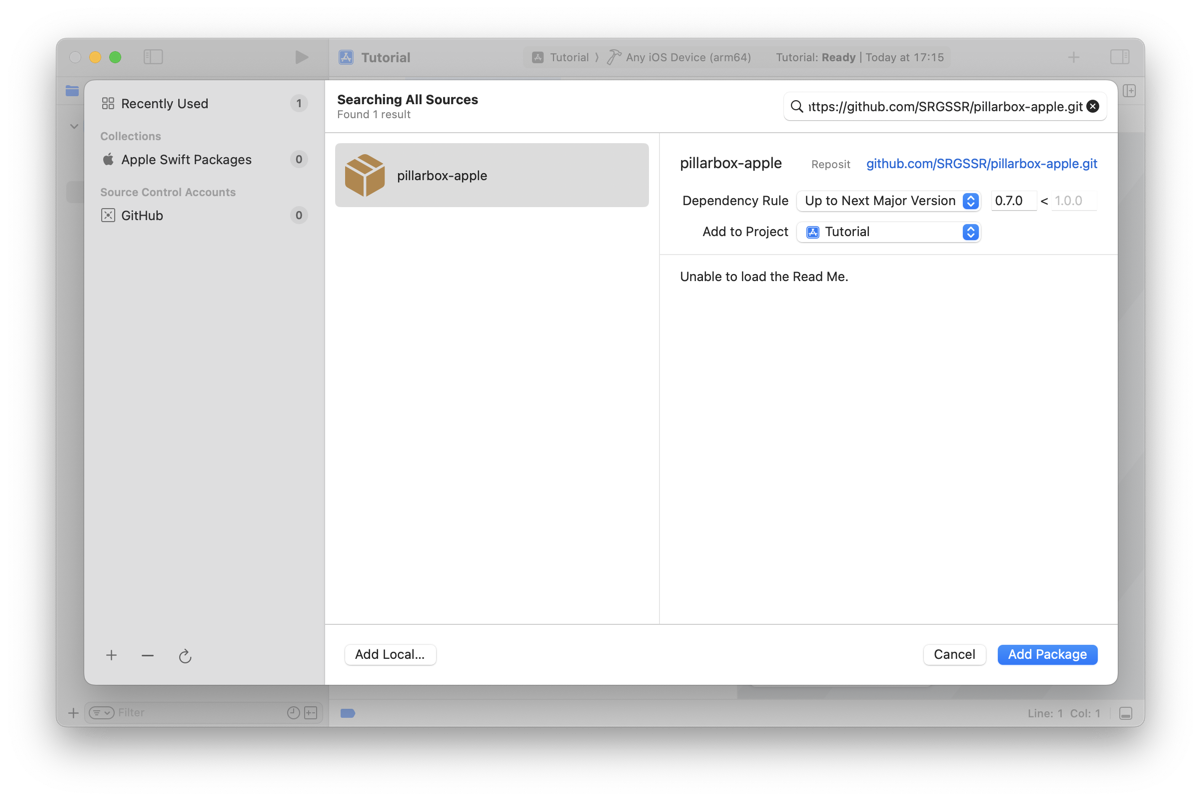 Tutorial
Tutorial 〉 Any iOS Device (arm64)
Tutorial: Ready | Today at 17:15
Recently Used 1
Collections
Apple Swift Packages 0
Source Control Accounts
GitHub 0
Searching All Sources
Found 1 result
ttps://github.com/SRGSSR/pillarbox-apple.git
pillarbox-apple
pillarbox-apple Reposit github.com/SRGSSR/pillarbox-apple.git
Dependency Rule Up to Next Major Version 0.7.0 < 1.0.0
Add to Project Tutorial
Unable to load the Read Me.
Add Local... Cancel Add Package
Filter
Line: 1 Col: 1